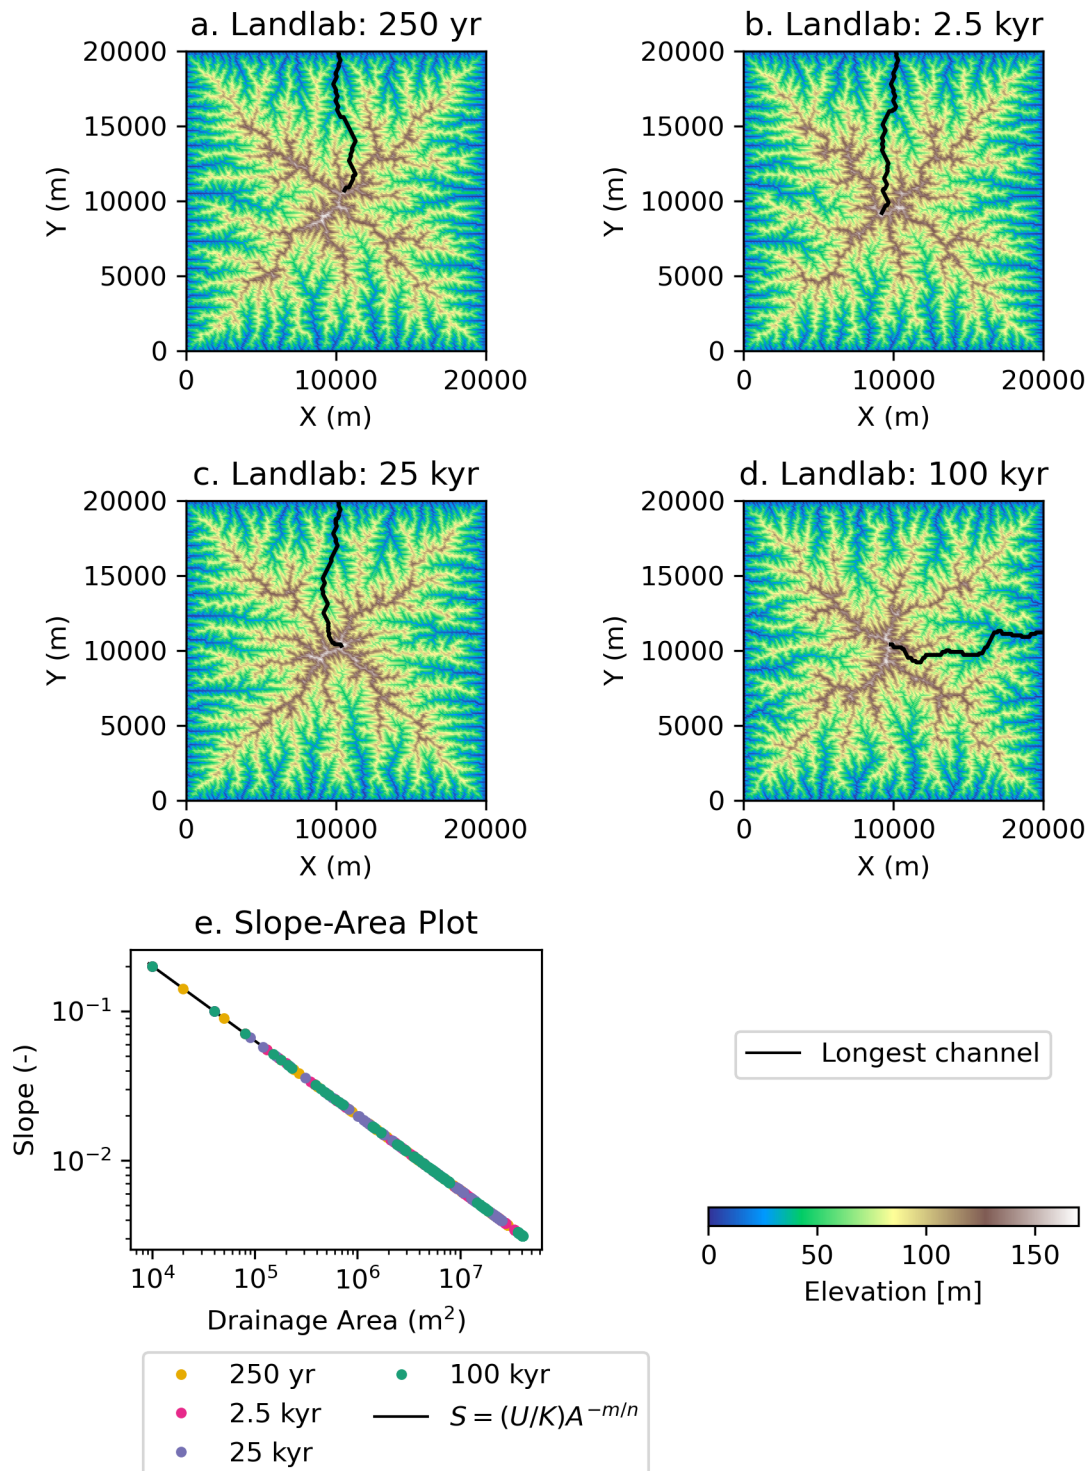 a. Landlab: 250 yr
20000
15000
10000
5000
0
Y (m)
0 10000 20000
X (m)
b. Landlab: 2.5 kyr
20000
15000
10000
5000
0
Y (m)
0 10000 20000
X (m)
c. Landlab: 25 kyr
20000
15000
10000
5000
0
Y (m)
0 10000 20000
X (m)
d. Landlab: 100 kyr
20000
15000
10000
5000
0
Y (m)
0 10000 20000
X (m)
e. Slope-Area Plot
10⁻¹
10⁻²
Slope (-)
10⁴ 10⁵ 10⁶ 10⁷
Drainage Area (m²)
250 yr
2.5 kyr
25 kyr
100 kyr
S = (U/K)A^{-m/n}
Longest channel
0 50 100 150
Elevation [m]